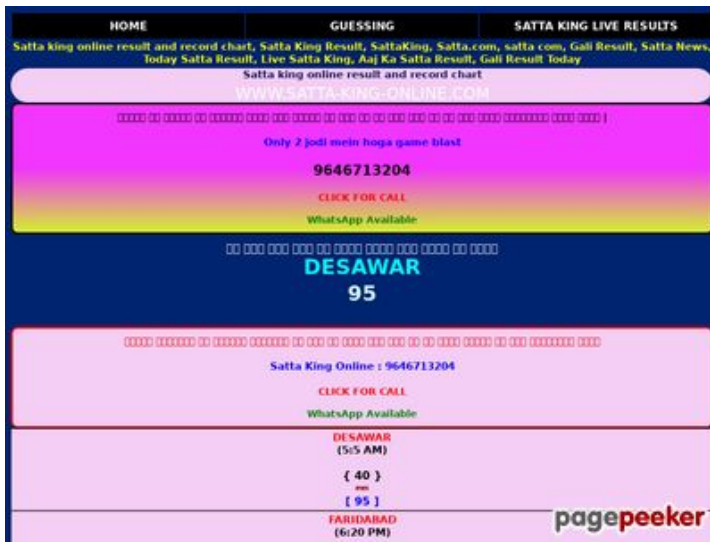 HOME GUESSING SATTA KING LIVE RESULTS
Satta king online result and record chart, Satta King Result, SattaKing, Satta.com, satta com, Gali Result, Satta News,
Today Satta Result, Live Satta King, Aaj Ka Satta Result, Gali Result Today
Satta king online result and record chart
WWW.SATTA-KING-ONLINE.COM
Only 2 jodi mein hoga game blast
9646713204
CLICK FOR CALL
WhatsApp Available
DESAWAR
95
Satta King Online : 9646713204
CLICK FOR CALL
WhatsApp Available
DESAWAR
(5:5 AM)
{ 40 }
[ 95 ]
FARIDABAD
(6:20 PM)
pagepeeker